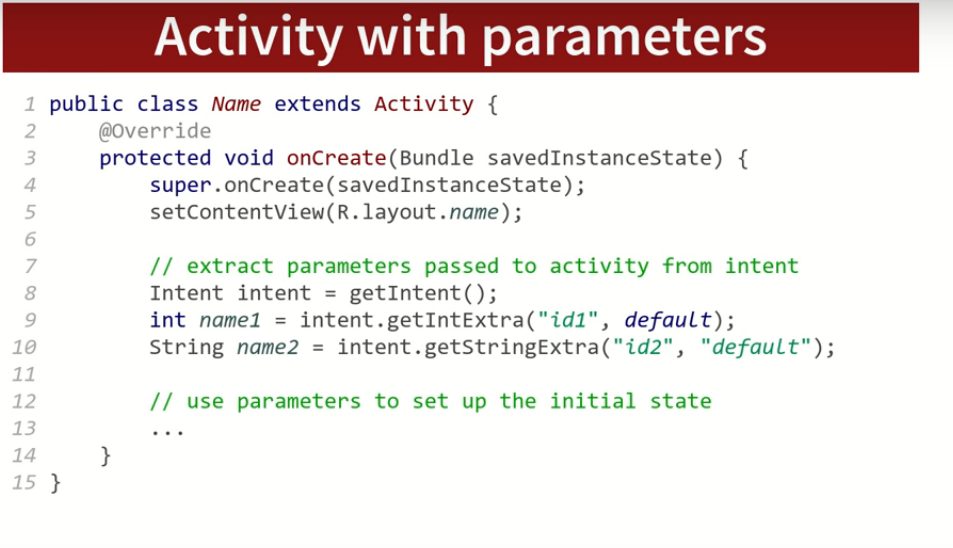 Activity with parameters
1 public class Name extends Activity {
2     @Override
3     protected void onCreate(Bundle savedInstanceState) {
4         super.onCreate(savedInstanceState);
5         setContentView(R.layout.name);
6
7         // extract parameters passed to activity from intent
8         Intent intent = getIntent();
9         int name1 = intent.getIntExtra("id1", default);
10         String name2 = intent.getStringExtra("id2", "default");
11
12         // use parameters to set up the initial state
13         ...
14     }
15 }